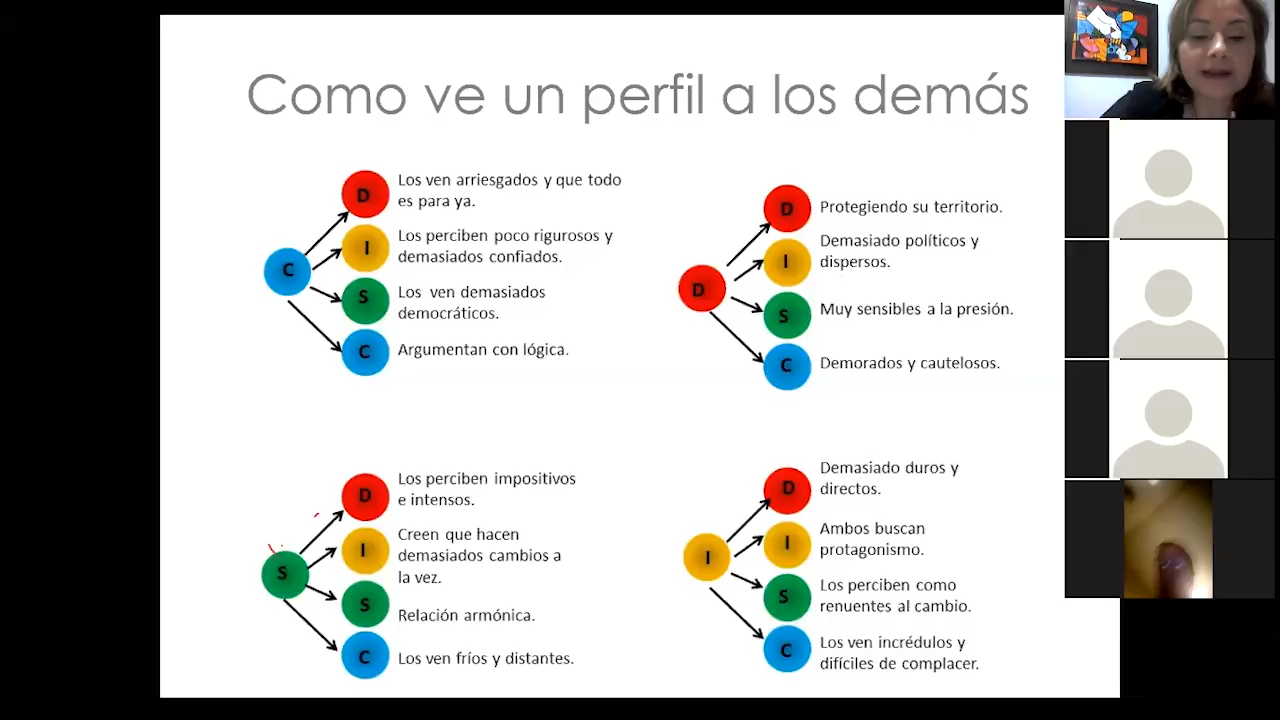 Como ve un perfil a los demás
C
D
Los ven arriesgados y que todo
es para ya.
I
Los perciben poco rigurosos y
demasiados confiados.
S
Los ven demasiados
democráticos.
C
Argumentan con lógica.
D
D
Protegiendo su territorio.
I
Demasiado políticos y
dispersos.
S
Muy sensibles a la presión.
C
Demorados y cautelosos.
S
D
Los perciben impositivos
e intensos.
I
Creen que hacen
demasiados cambios a
la vez.
S
Relación armónica.
C
Los ven fríos y distantes.
I
D
Demasiado duros y
directos.
I
Ambos buscan
protagonismo.
S
Los perciben como
renuentes al cambio.
C
Los ven incrédulos y
difíciles de complacer.